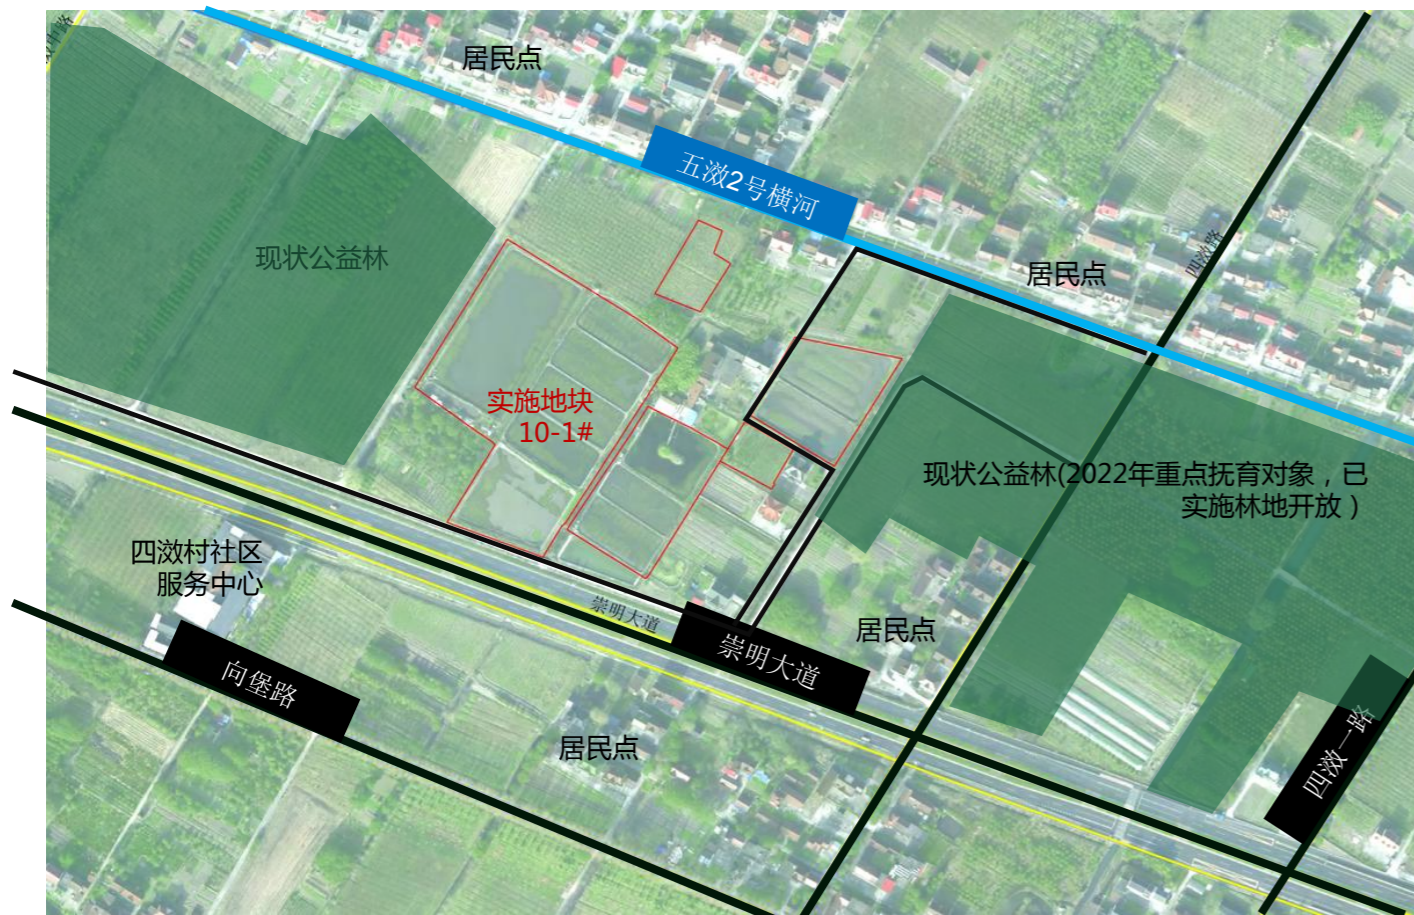 居民点
五滧2号横河
四滧路
居民点
现状公益林
实施地块
10-1#
现状公益林(2022年重点抚育对象，已
实施林地开放）
四滧村社区
服务中心
崇明大道
崇明大道
居民点
向堡路
居民点
四滧一路